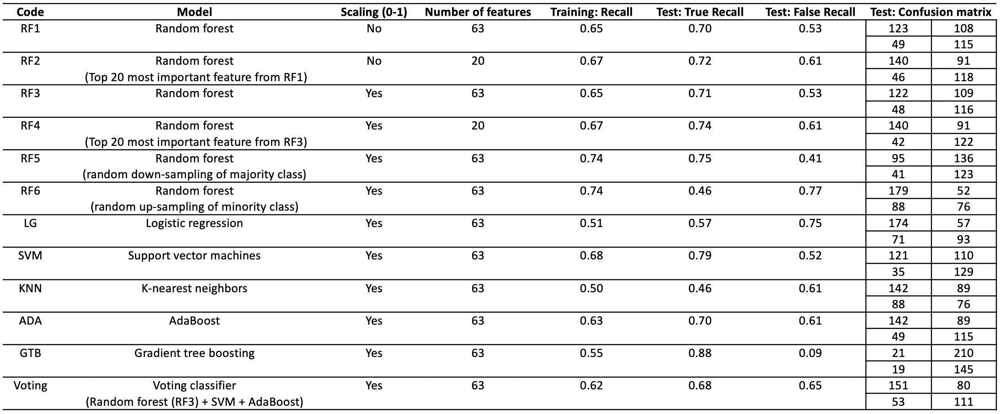 Code Model Scaling (0-1) Number of features Training: Recall Test: True Recall Test: False Recall Test: Confusion matrix
RF1 Random forest No 63 0.65 0.70 0.53 123 108
49 115
RF2 Random forest No 20 0.67 0.72 0.61 140 91
(Top 20 most important feature from RF1) 46 118
RF3 Random forest Yes 63 0.65 0.71 0.53 122 109
48 116
RF4 Random forest Yes 20 0.67 0.74 0.61 140 91
(Top 20 most important feature from RF3) 42 122
RF5 Random forest Yes 63 0.74 0.75 0.41 95 136
(random down-sampling of majority class) 41 123
RF6 Random forest Yes 63 0.74 0.46 0.77 179 52
(random up-sampling of minority class) 88 76
LG Logistic regression Yes 63 0.51 0.57 0.75 174 57
71 93
SVM Support vector machines Yes 63 0.68 0.79 0.52 121 110
35 129
KNN K-nearest neighbors Yes 63 0.50 0.46 0.61 142 89
88 76
ADA AdaBoost Yes 63 0.63 0.70 0.61 142 89
49 115
GTB Gradient tree boosting Yes 63 0.55 0.88 0.09 21 210
19 145
Voting Voting classifier Yes 63 0.62 0.68 0.65 151 80
(Random forest (RF3) + SVM + AdaBoost) 53 111